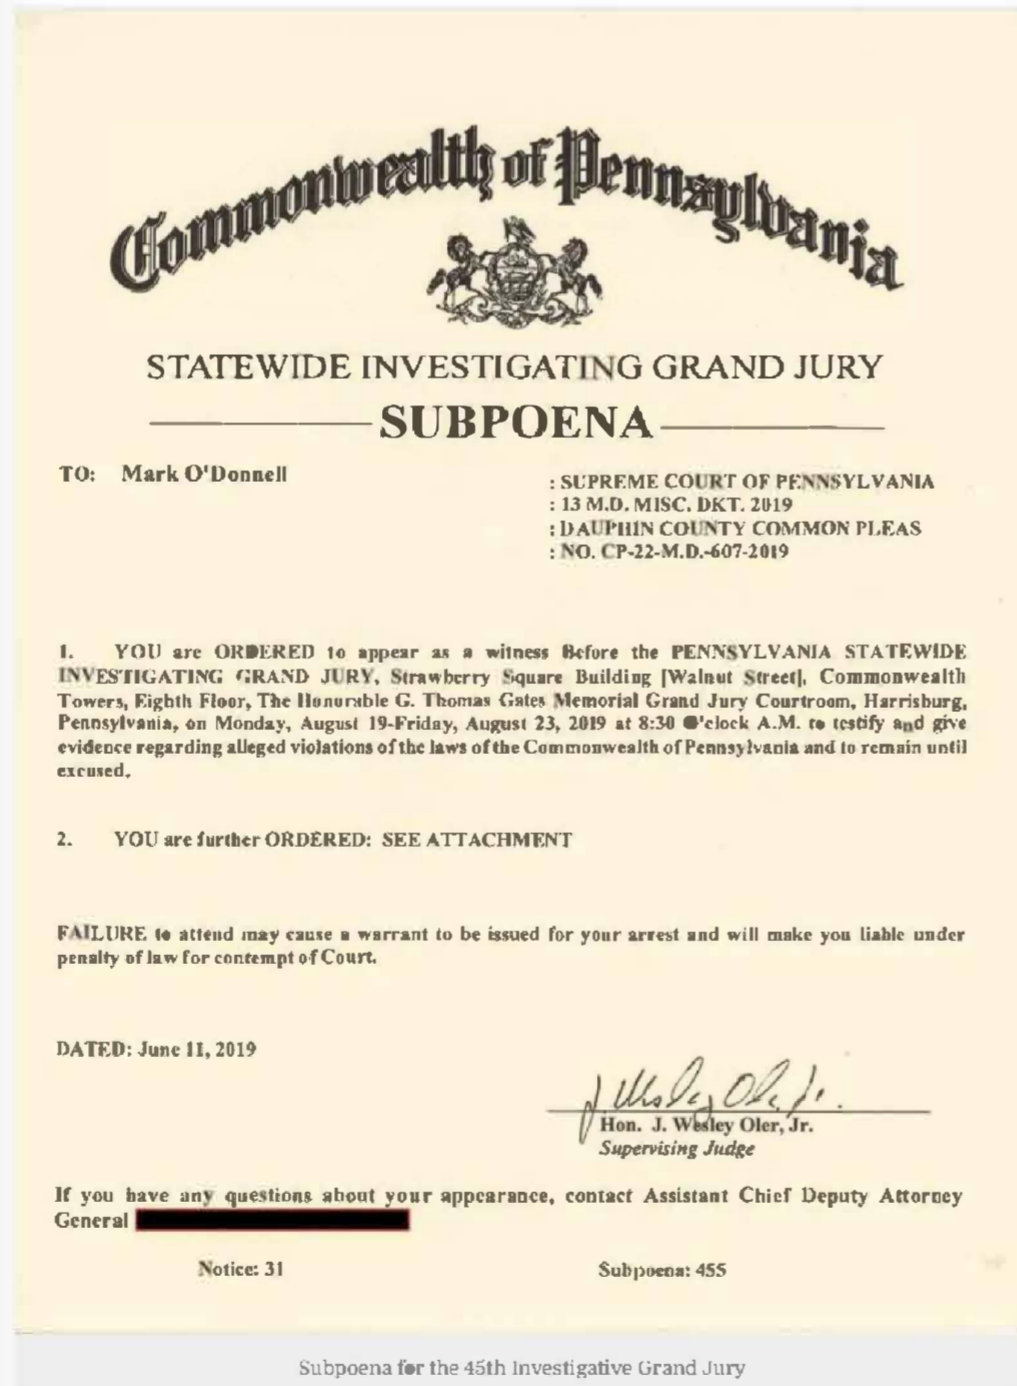 Commonwealth of Pennsylvania
STATEWIDE INVESTIGATING GRAND JURY
SUBPOENA
TO: Mark O'Donnell
: SUPREME COURT OF PENNSYLVANIA
: 13 M.D. MISC. DKT. 2019
: DAUPHIN COUNTY COMMON PLEAS
: NO. CP-22-M.D.-607-2019
1. YOU are ORDERED to appear as a witness Before the PENNSYLVANIA STATEWIDE
INVESTIGATING GRAND JURY, Strawberry Square Building [Walnut Street], Commonwealth
Towers, Eighth Floor, The Honorable G. Thomas Gates Memorial Grand Jury Courtroom, Harrisburg,
Pennsylvania, on Monday, August 19-Friday, August 23, 2019 at 8:30 O'clock A.M. to testify and give
evidence regarding alleged violations of the laws of the Commonwealth of Pennsylvania and to remain until
excused.
2. YOU are further ORDERED: SEE ATTACHMENT
FAILURE to attend may cause a warrant to be issued for your arrest and will make you liable under
penalty of law for contempt of Court.
DATED: June 11, 2019
J. Wesley Oler, Jr.
Hon. J. Wesley Oler, Jr.
Supervising Judge
If you have any questions about your appearance, contact Assistant Chief Deputy Attorney
General
Notice: 31
Subpoena: 455
Subpoena for the 45th Investigative Grand Jury